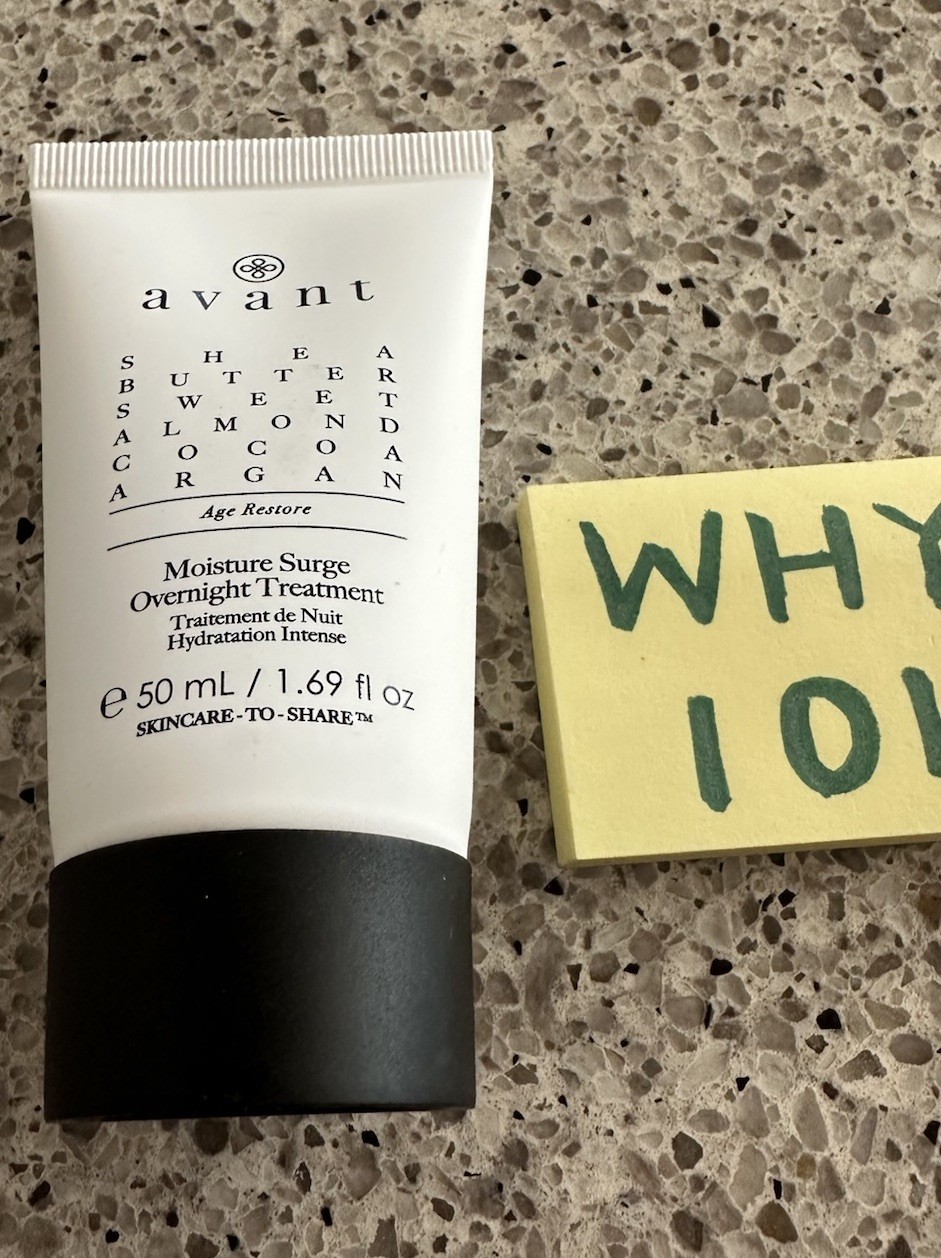 avant
S H E A
B U T T E R
S W E E T
A L M O N D
C O C O A
A R G A N
Age Restore
Moisture Surge
Overnight Treatment
Traitement de Nuit
Hydratation Intense
℮ 50 mL / 1.69 fl oz
SKINCARE-TO-SHARE™
WHY